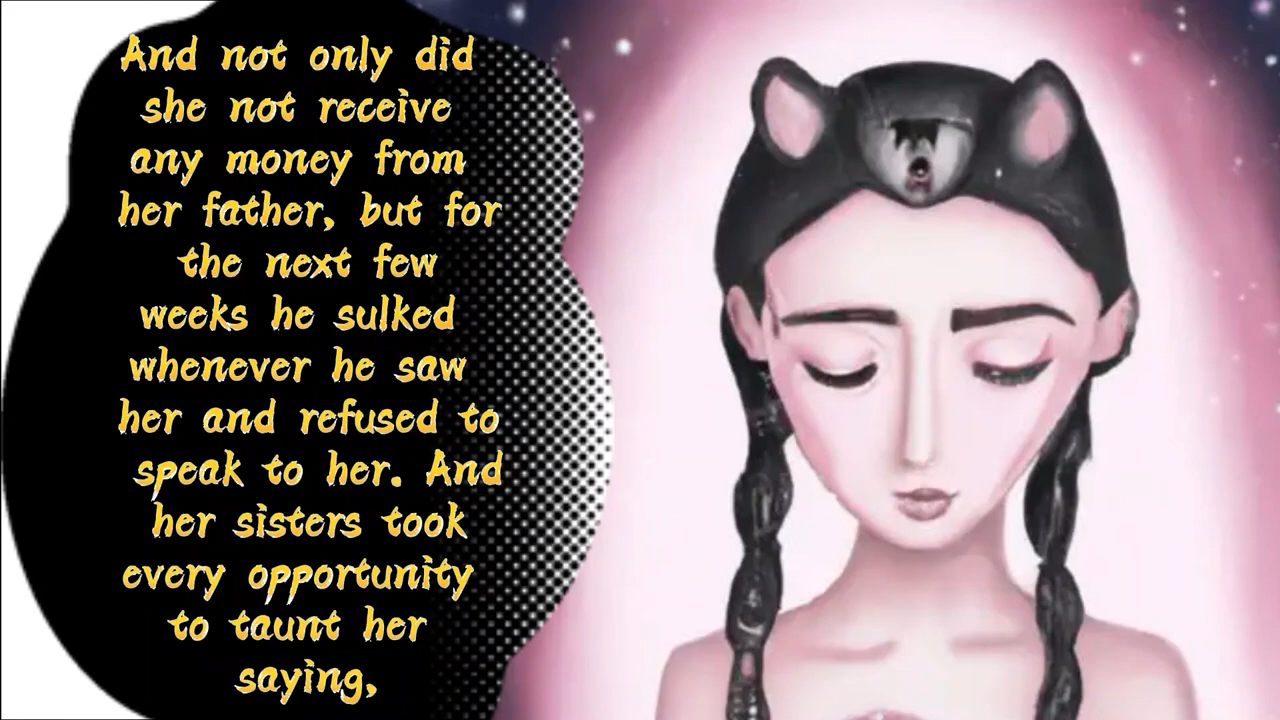 And not only did
she not receive
any money from
her father, but for
the next few
weeks he sulked
whenever he saw
her and refused to
speak to her. And
her sisters took
every opportunity
to taunt her
saying,